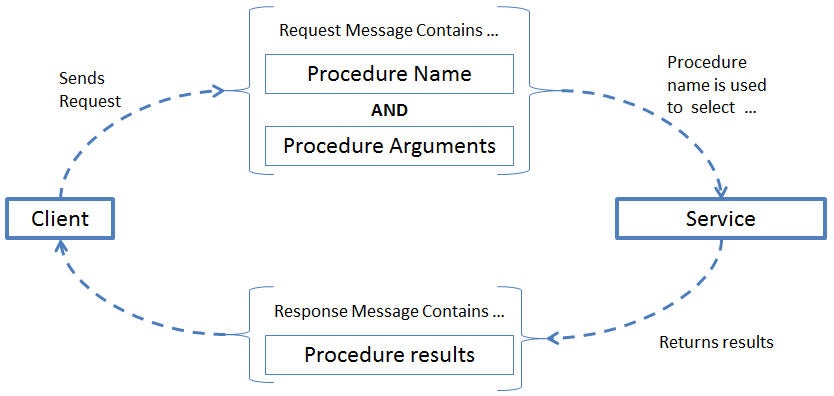 Request Message Contains ...
Procedure Name
AND
Procedure Arguments
Sends
Request
Procedure
name is used
to select ...
Client
Service
Response Message Contains ...
Procedure results
Returns results